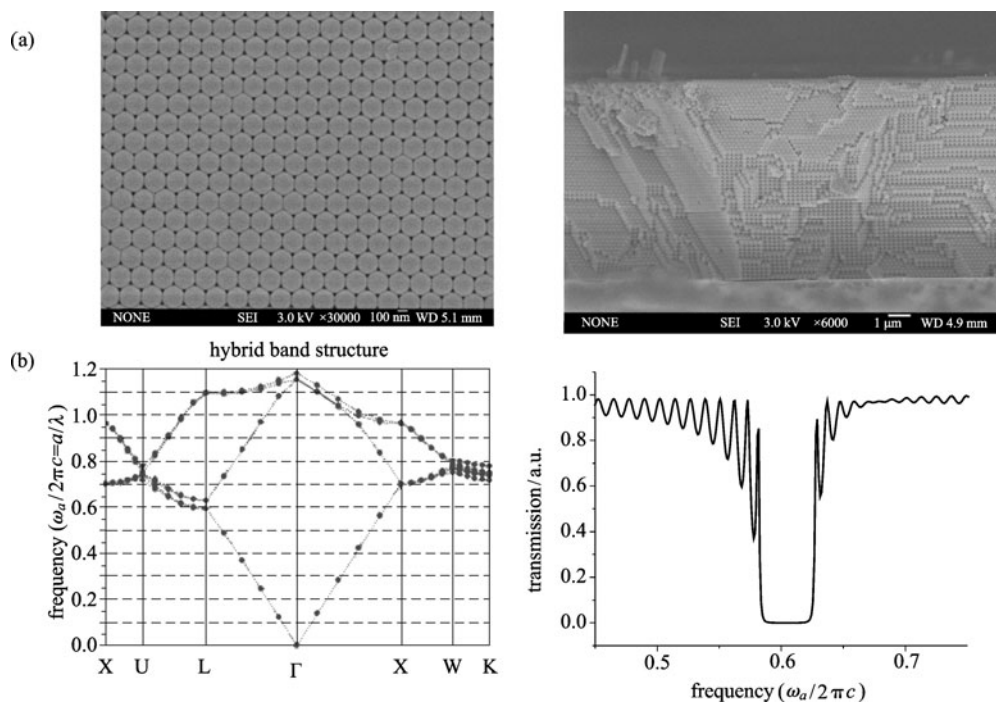 (a)
NONE SEI 3.0 kV ×30000 100 nm WD 5.1 mm
NONE SEI 3.0 kV ×6000 1 μm WD 4.9 mm
(b)
hybrid band structure
frequency (ωa/2πc=a/λ)
1.2
1.0
0.8
0.6
0.4
0.2
0.0
X U L Γ X W K
transmission/a.u.
1.0
0.8
0.6
0.4
0.2
0.0
0.5 0.6 0.7
frequency (ωa/2πc)